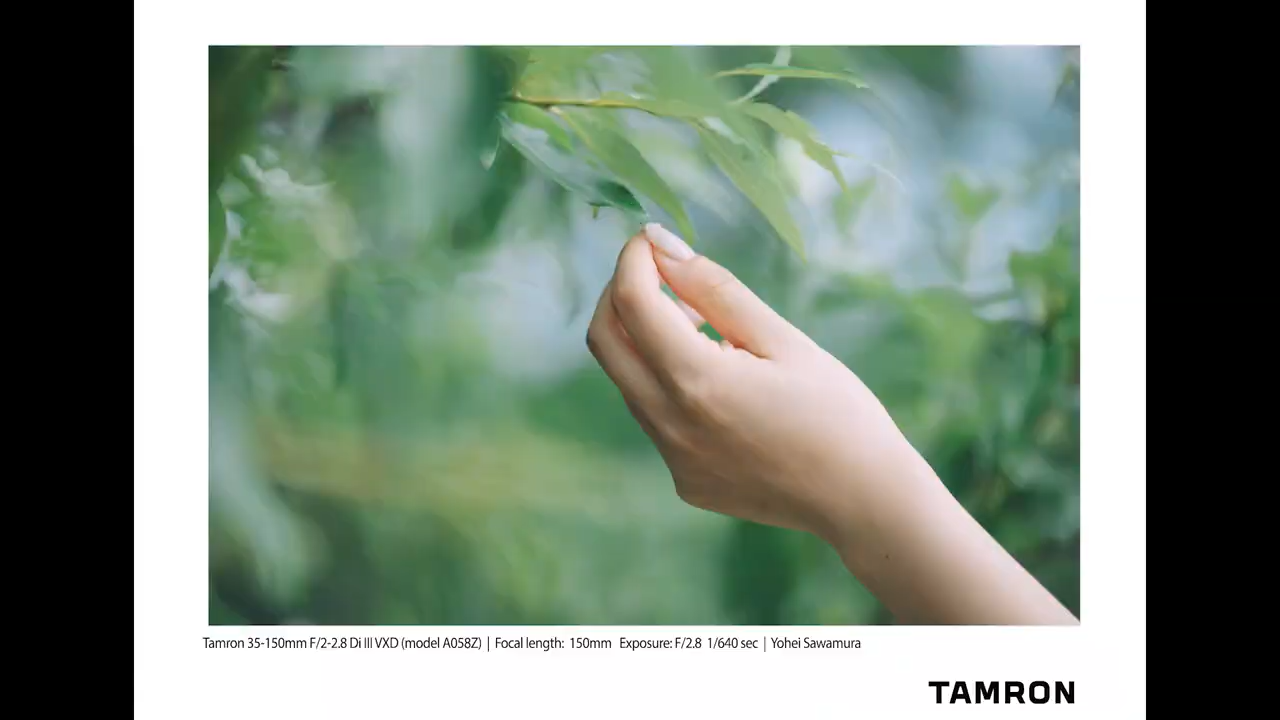 Tamron 35-150mm F/2-2.8 Di III VXD (model A058Z) | Focal length: 150mm Exposure: F/2.8 1/640 sec | Yohei Sawamura
TAMRON